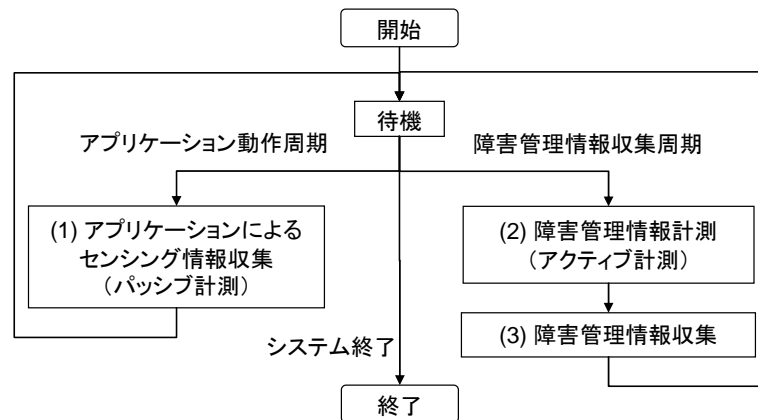 開始
待機
アプリケーション動作周期
障害管理情報収集周期
(1) アプリケーションによる
センシング情報収集
（パッシブ計測）
(2) 障害管理情報計測
（アクティブ計測）
(3) 障害管理情報収集
システム終了
終了